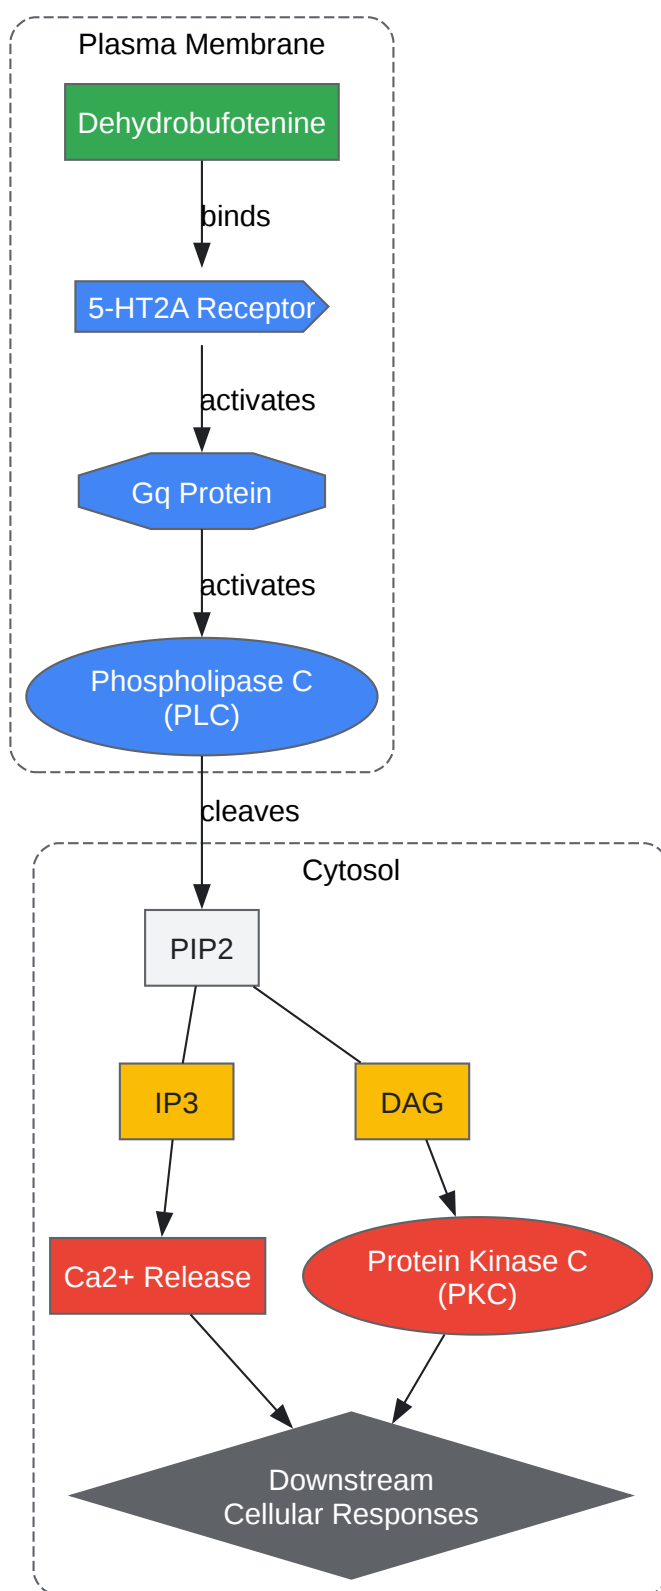 Plasma Membrane
Dehydrobufotenine
binds
5-HT2A Receptor
activates
Gq Protein
activates
Phospholipase C
(PLC)
cleaves
Cytosol
PIP2
IP3
DAG
Ca2+ Release
Protein Kinase C
(PKC)
Downstream
Cellular Responses